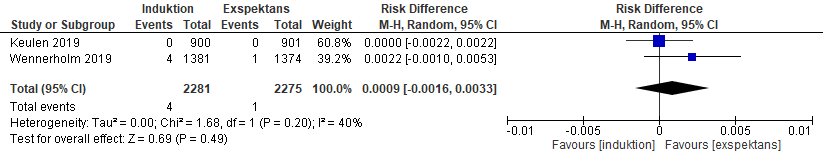 Induktion Exspektans Risk Difference Risk Difference
Study or Subgroup Events Total Events Total Weight M-H, Random, 95% CI M-H, Random, 95% CI
Keulen 2019 0 900 0 901 60.8% 0.0000 [-0.0022, 0.0022]
Wennerholm 2019 4 1381 1 1374 39.2% 0.0022 [-0.0010, 0.0053]
Total (95% CI) 2281 2275 100.0% 0.0009 [-0.0016, 0.0033]
Total events 4 1
Heterogeneity: Tau² = 0.00; Chi² = 1.68, df = 1 (P = 0.20); I² = 40%
Test for overall effect: Z = 0.69 (P = 0.49)
-0.01 -0.005 0 0.005 0.01
Favours [induktion] Favours [exspektans]